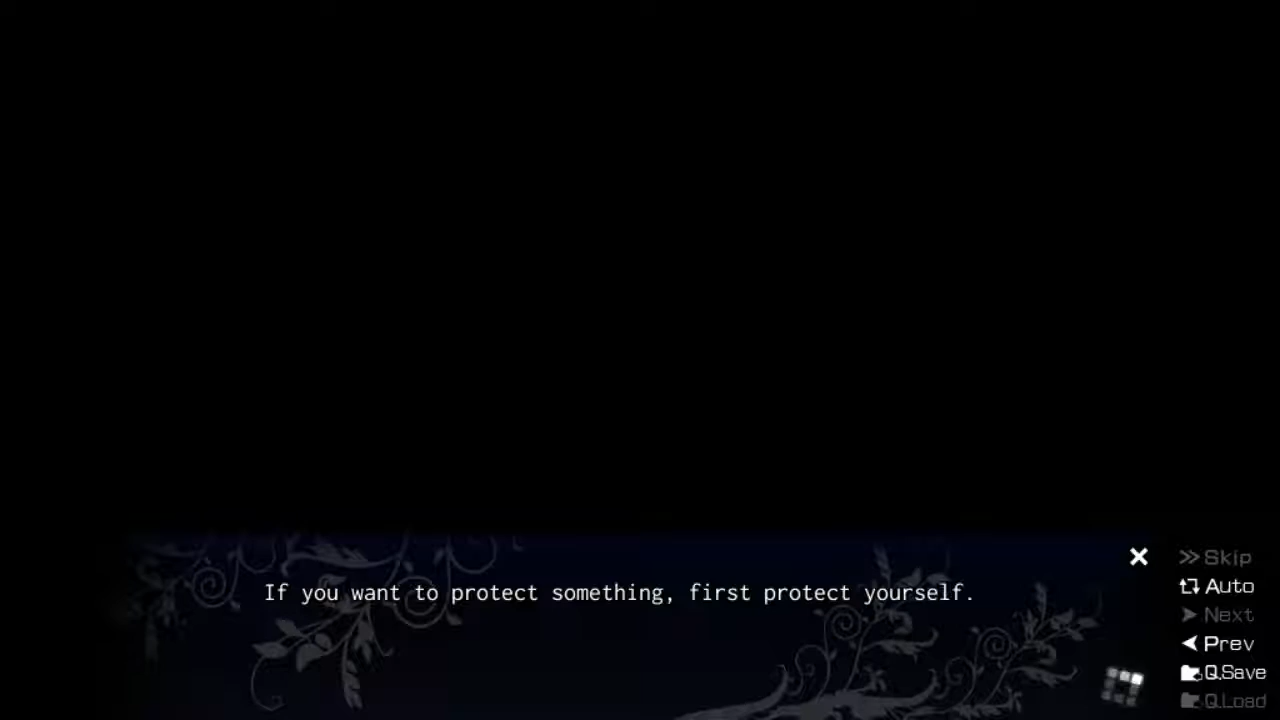 If you want to protect something, first protect yourself.
Skip
Auto
Next
Prev
Q.Save
Q.Load